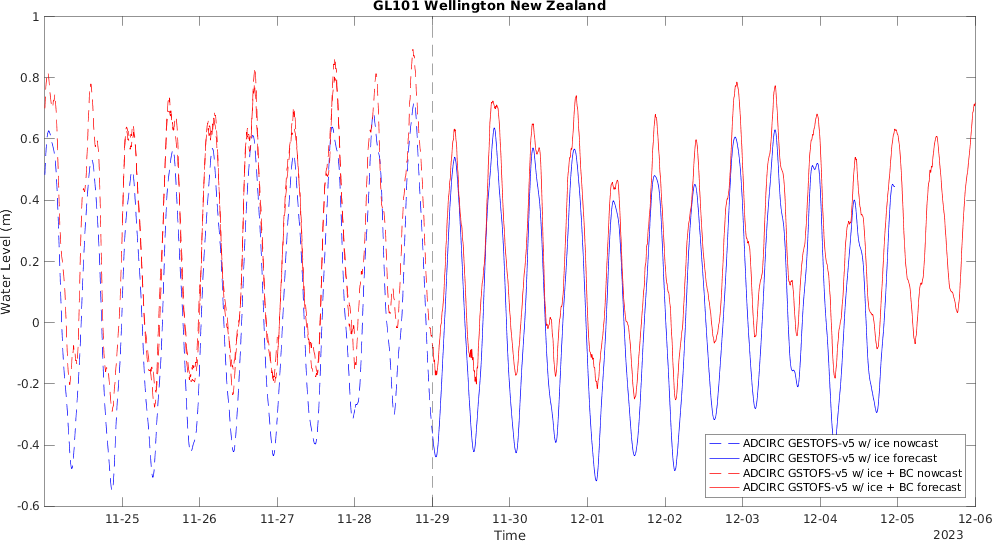 GL101 Wellington New Zealand
1
0.8
0.6
0.4
0.2
0
-0.2
-0.4
-0.6
Water Level (m)
ADCIRC GESTOFS-v5 w/ ice nowcast
ADCIRC GESTOFS-v5 w/ ice forecast
ADCIRC GSTOFS-v5 w/ ice + BC nowcast
ADCIRC GSTOFS-v5 w/ ice + BC forecast
11-25 11-26 11-27 11-28 11-29 11-30 12-01 12-02 12-03 12-04 12-05 12-06
Time
2023